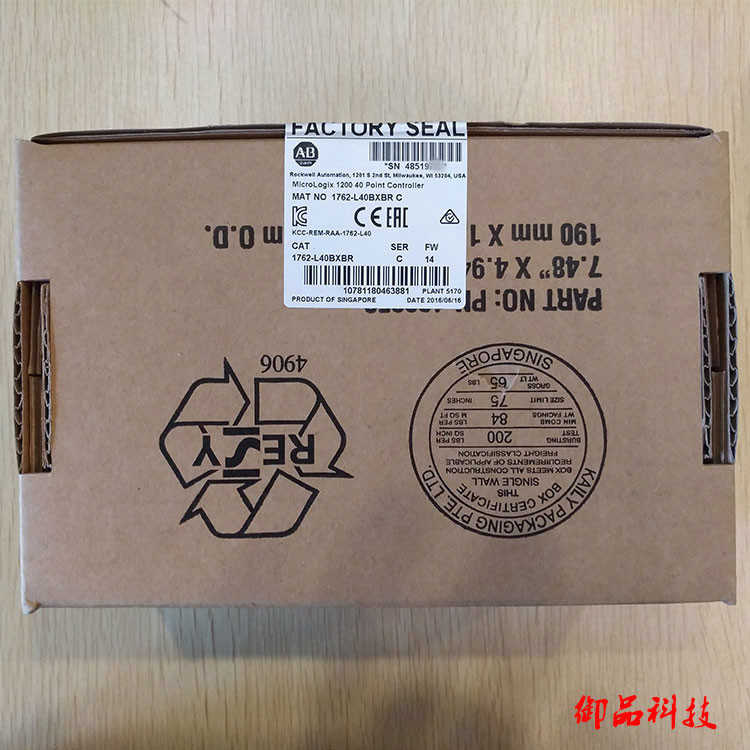 FACTORY SEAL
AB
*SN 4851
Rockwell Automation, 1201 S 2nd St, Milwaukee, WI 53204, USA
MicroLogix 1200 40 Point Controller
MAT NO 1762-L40BXBR C
CE EAC
KCC-REM-RAA-1762-L40
CAT SER FW
1762-L40BXBR C 14
10781180463881
PLANT 5170
PRODUCT OF SINGAPORE DATE 2016/06/16
PART NO:
7.48" X 4.94
190 mm X 1
m O.D.
4906
RESY
KAILY PACKAGING PTE. LTD.
BOX CERTIFICATE
THIS
SINGLE WALL
BOX MEETS ALL CONSTRUCTION
REQUIREMENTS OF APPLICABLE
FREIGHT CLASSIFICATION
BURSTING TEST 200 LBS PER SQ INCH
MIN COMB WT FACINGS 84 LBS PER M SQ FT
SIZE LIMIT 75 INCHES
GROSS WT LT 65 LBS
SINGAPORE
御品科技